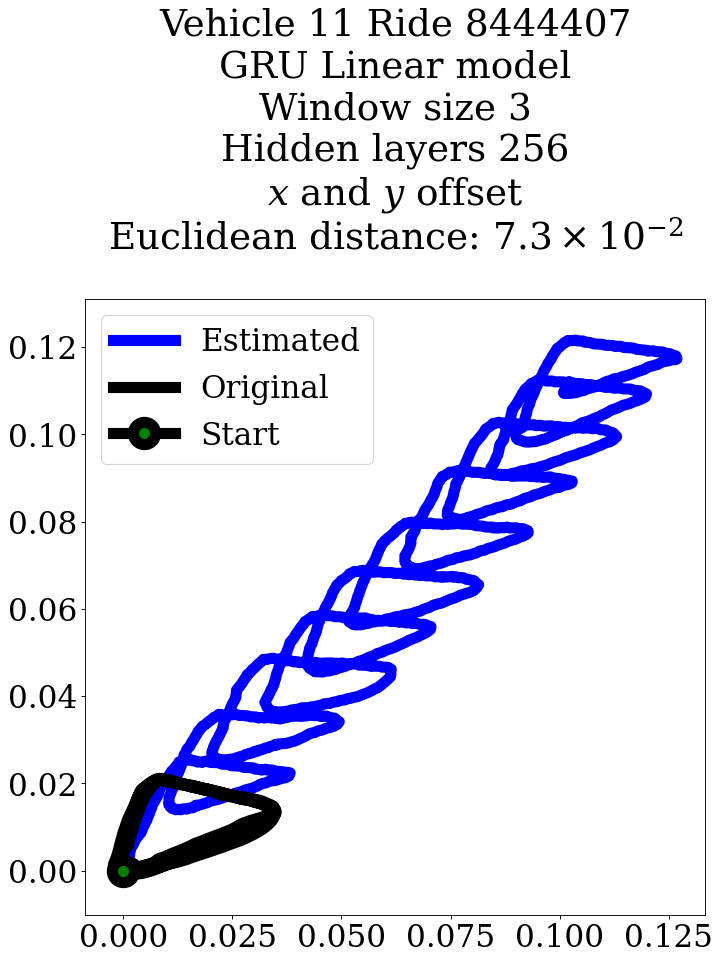 Vehicle 11 Ride 8444407
GRU Linear model
Window size 3
Hidden layers 256
x and y offset
Euclidean distance: 7.3 × 10⁻²
Estimated
Original
Start
0.12
0.10
0.08
0.06
0.04
0.02
0.00
0.000 0.025 0.050 0.075 0.100 0.125